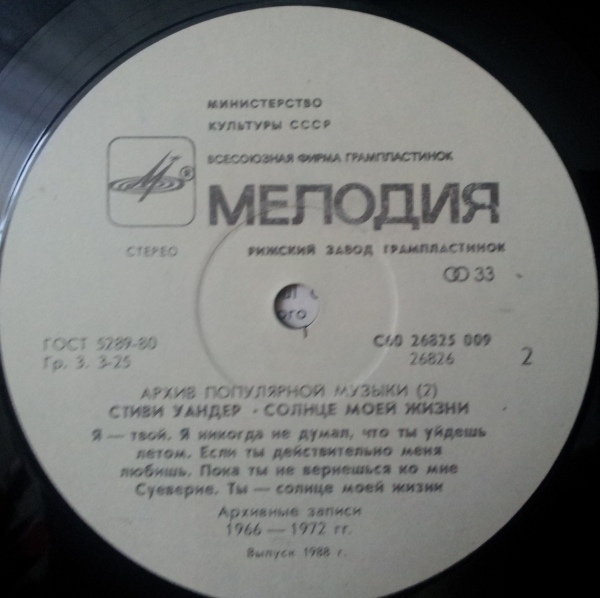 МИНИСТЕРСТВО
КУЛЬТУРЫ СССР
ВСЕСОЮЗНАЯ ФИРМА ГРАМПЛАСТИНОК
®
МЕЛОДИЯ
СТЕРЕО
РИЖСКИЙ ЗАВОД ГРАМПЛАСТИНОК
33
ГОСТ 5289-80
Гр. 3. 3-25
С60 26825 009
26826
2
АРХИВ ПОПУЛЯРНОЙ МУЗЫКИ (2)
СТИВИ УАНДЕР · СОЛНЦЕ МОЕЙ ЖИЗНИ
Я — твой. Я никогда не думал, что ты уйдешь
летом. Если ты действительно меня
любишь. Пока ты не вернешься ко мне
Суеверие. Ты — солнце моей жизни
Архивные записи
1966 — 1972 гг.
Выпуск 1988 г.